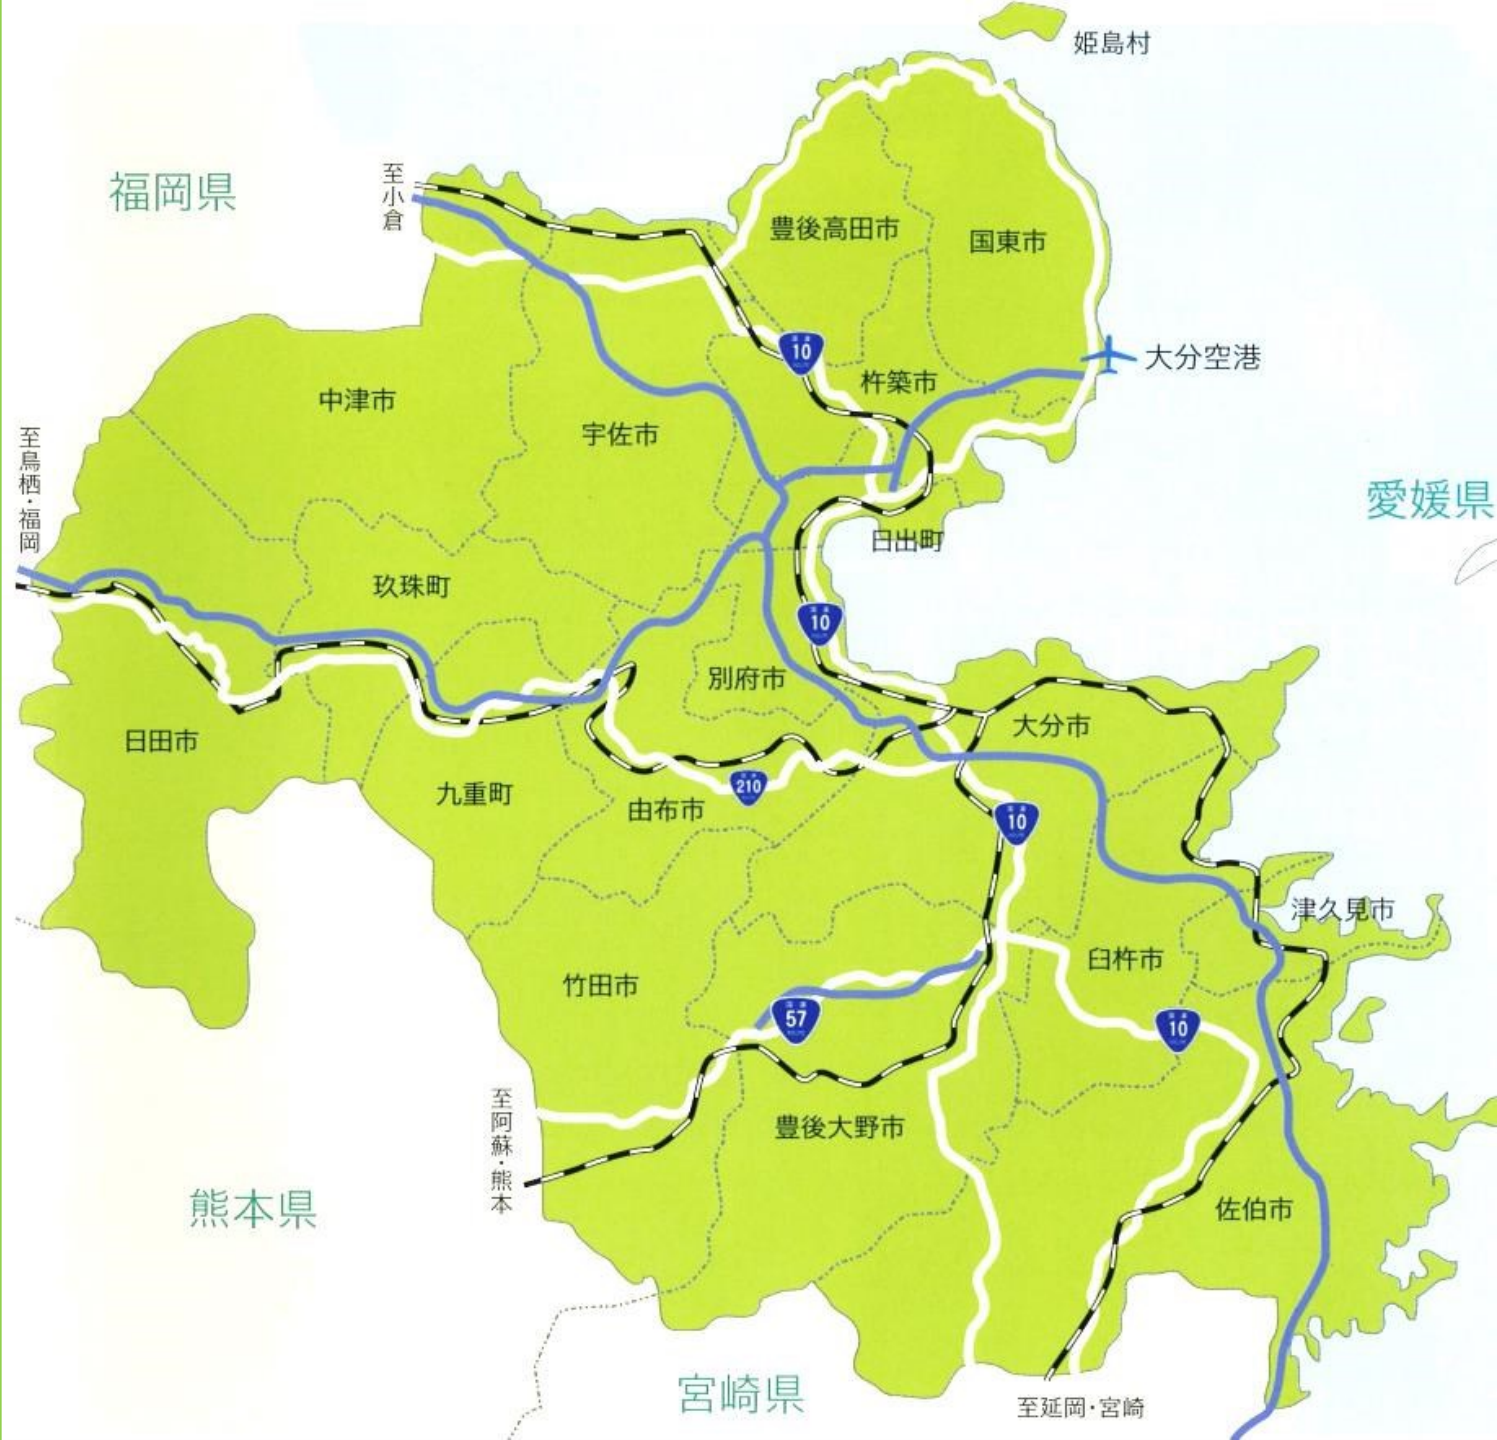 姫島村
福岡県
至小倉
豊後高田市
国東市
10
大分空港
杵築市
中津市
宇佐市
至鳥栖・福岡
愛媛県
日出町
玖珠町
10
別府市
大分市
日田市
九重町
由布市
210
10
津久見市
臼杵市
竹田市
57
10
至阿蘇・熊本
豊後大野市
熊本県
佐伯市
宮崎県
至延岡・宮崎